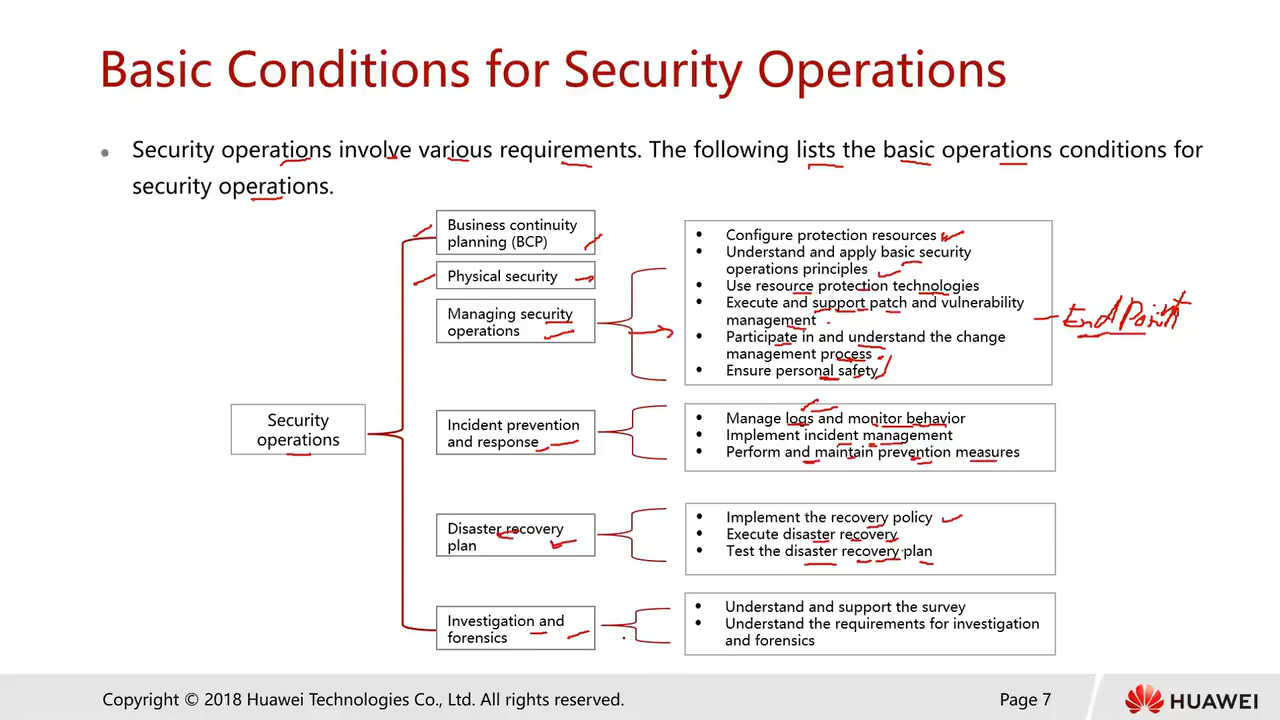 Basic Conditions for Security Operations
Security operations involve various requirements. The following lists the basic operations conditions for
security operations.
Security
operations
Business continuity
planning (BCP)
Physical security
Managing security
operations
• Configure protection resources
• Understand and apply basic security
operations principles
• Use resource protection technologies
• Execute and support patch and vulnerability
management
• Participate in and understand the change
management process
• Ensure personal safety
End Point
Incident prevention
and response
• Manage logs and monitor behavior
• Implement incident management
• Perform and maintain prevention measures
Disaster recovery
plan
• Implement the recovery policy
• Execute disaster recovery
• Test the disaster recovery plan
Investigation and
forensics
• Understand and support the survey
• Understand the requirements for investigation
and forensics
Copyright © 2018 Huawei Technologies Co., Ltd. All rights reserved.
Page 7
HUAWEI